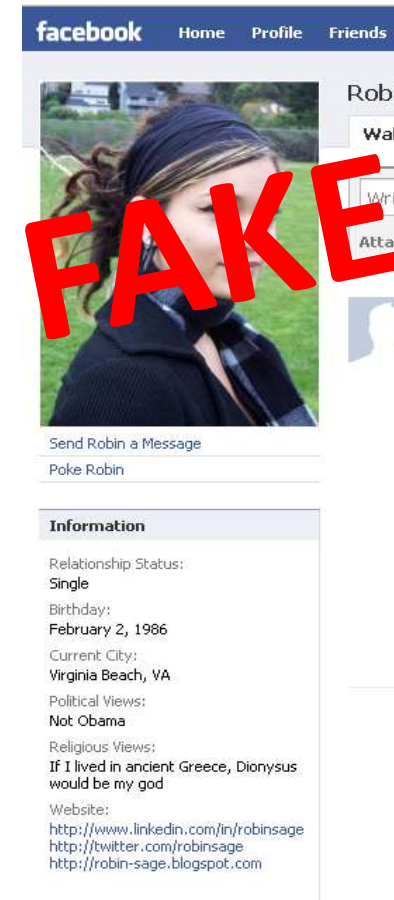 facebook Home Profile Friends
Rob
Wal
FAKE
Wri
Atta
Send Robin a Message
Poke Robin
Information
Relationship Status:
Single
Birthday:
February 2, 1986
Current City:
Virginia Beach, VA
Political Views:
Not Obama
Religious Views:
If I lived in ancient Greece, Dionysus
would be my god
Website:
http://www.linkedin.com/in/robinsage
http://twitter.com/robinsage
http://robin-sage.blogspot.com